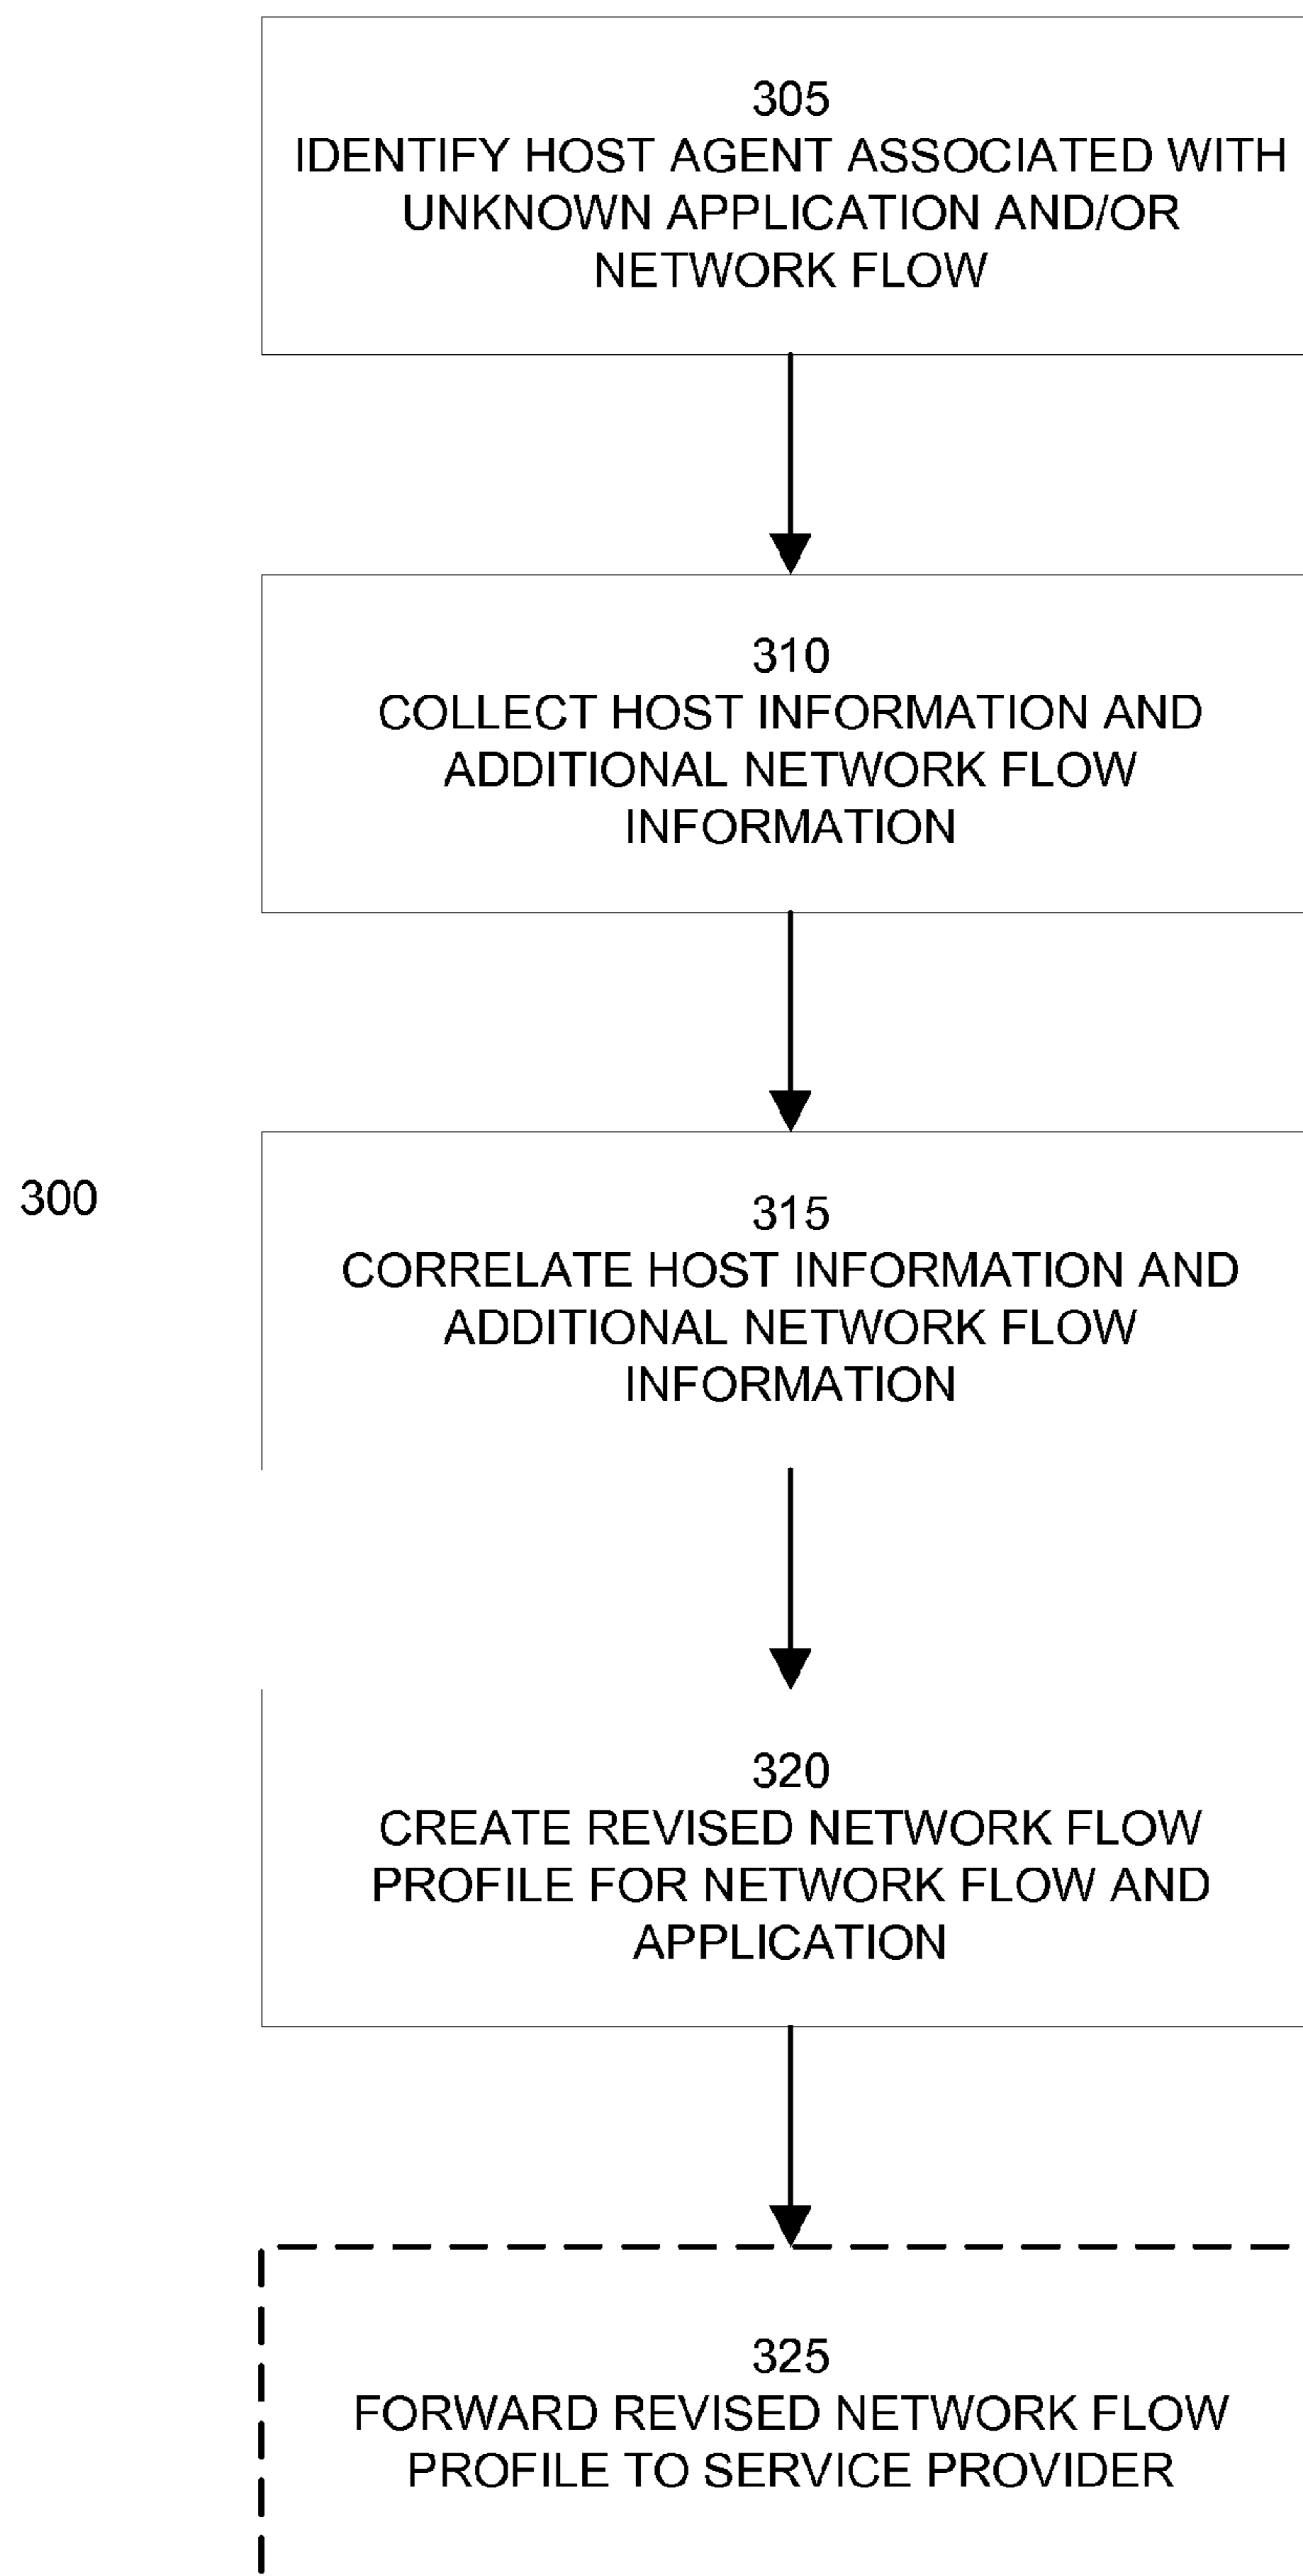 305
IDENTIFY HOST AGENT ASSOCIATED WITH
UNKNOWN APPLICATION AND/OR
NETWORK FLOW
310
COLLECT HOST INFORMATION AND
ADDITIONAL NETWORK FLOW
INFORMATION
300
315
CORRELATE HOST INFORMATION AND
ADDITIONAL NETWORK FLOW
INFORMATION
320
CREATE REVISED NETWORK FLOW
PROFILE FOR NETWORK FLOW AND
APPLICATION
325
FORWARD REVISED NETWORK FLOW
PROFILE TO SERVICE PROVIDER